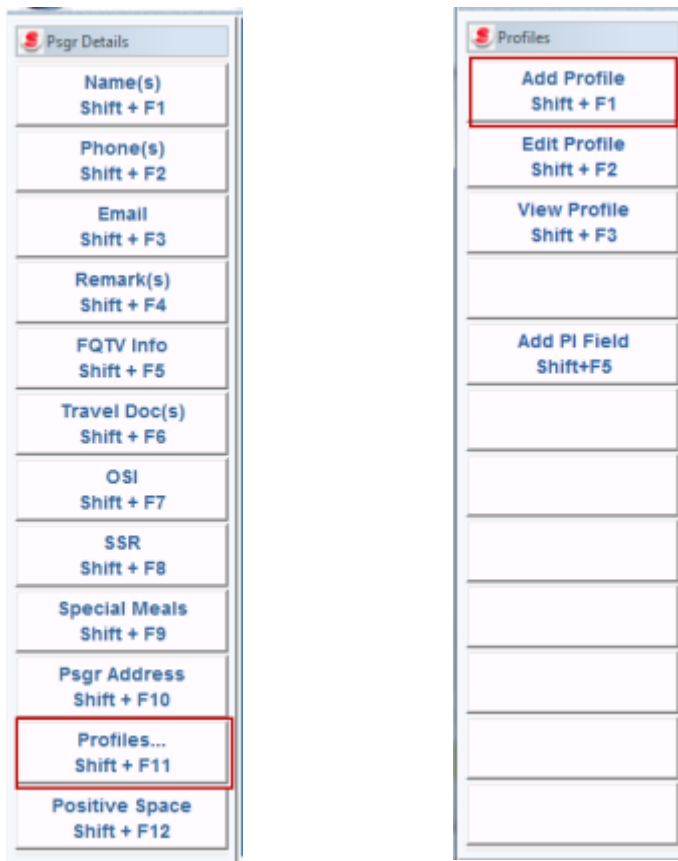 Psgr Details
Name(s)
Shift + F1
Phone(s)
Shift + F2
Email
Shift + F3
Remark(s)
Shift + F4
FQTV Info
Shift + F5
Travel Doc(s)
Shift + F6
OSI
Shift + F7
SSR
Shift + F8
Special Meals
Shift + F9
Psgr Address
Shift + F10
Profiles...
Shift + F11
Positive Space
Shift + F12
Profiles
Add Profile
Shift + F1
Edit Profile
Shift + F2
View Profile
Shift + F3
Add PI Field
Shift+F5